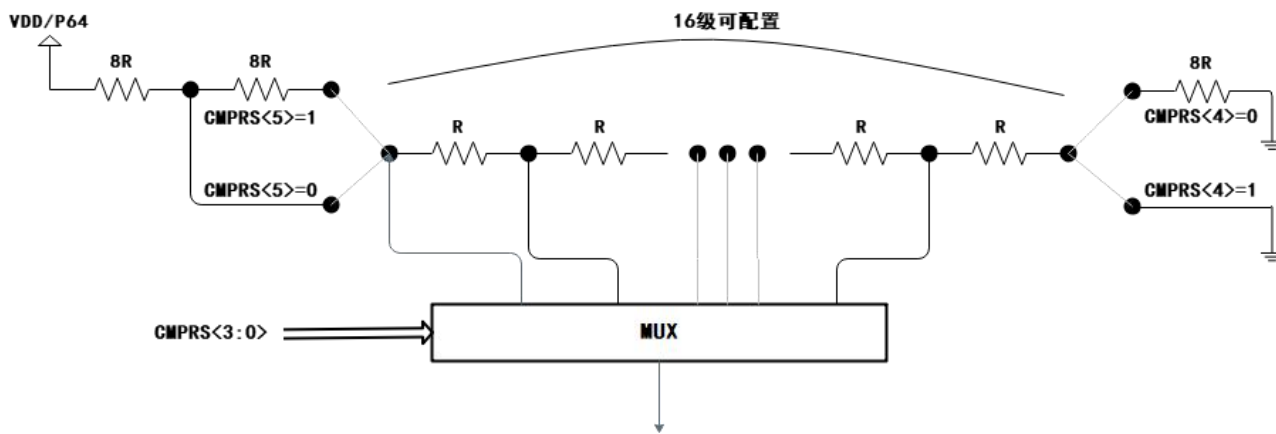 VDD/P64
16级可配置
8R
8R
8R
CMPRS<5>=1
CMPRS<4>=0
R
R
R
R
CMPRS<5>=0
CMPRS<4>=1
CMPRS<3:0>
MUX